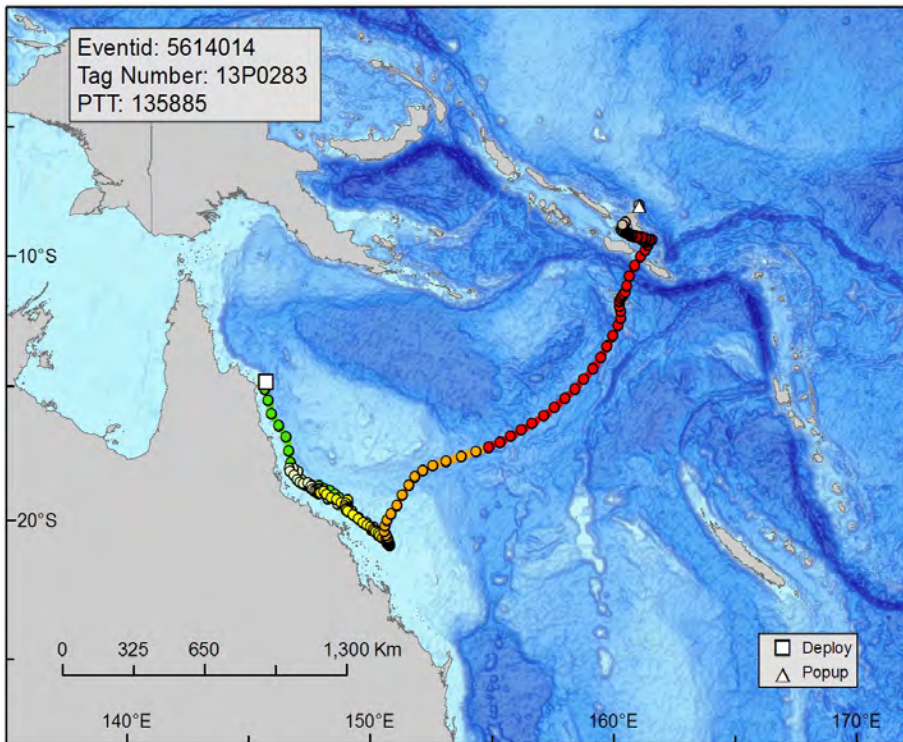 Eventid: 5614014
Tag Number: 13P0283
PTT: 135885
10°S
20°S
0 325 650 1,300 Km
Deploy
Popup
140°E 150°E 160°E 170°E